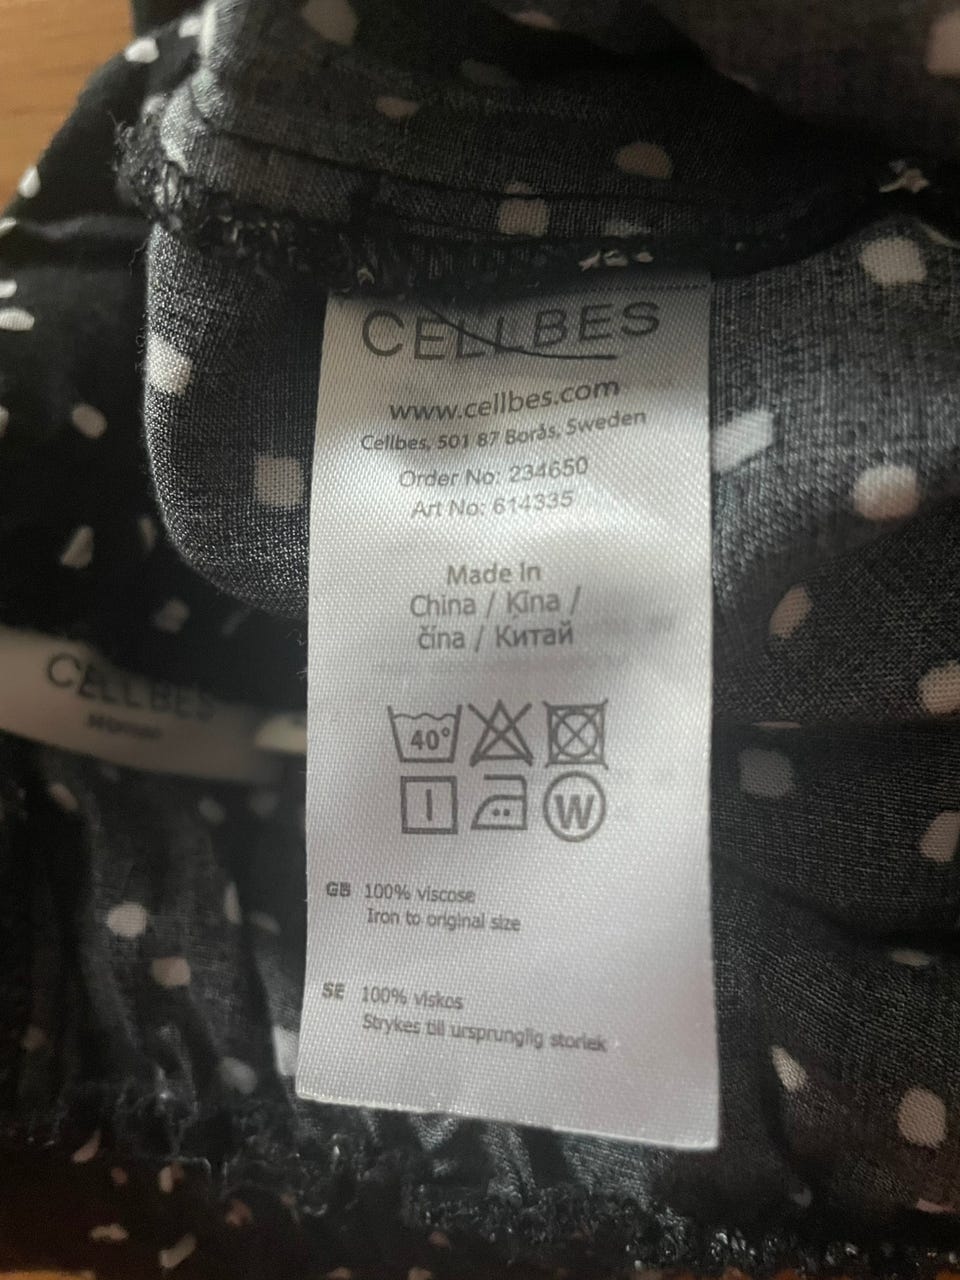 CELLBES
www.cellbes.com
Cellbes, 501 87 Borås, Sweden
Order No: 234650
Art No: 614335
Made In
China / Ķīna /
čína / Китай
CELLBES
40°
I
W
GB 100% viscose
Iron to original size
SE 100% viskos
Strykes till ursprunglig storlek